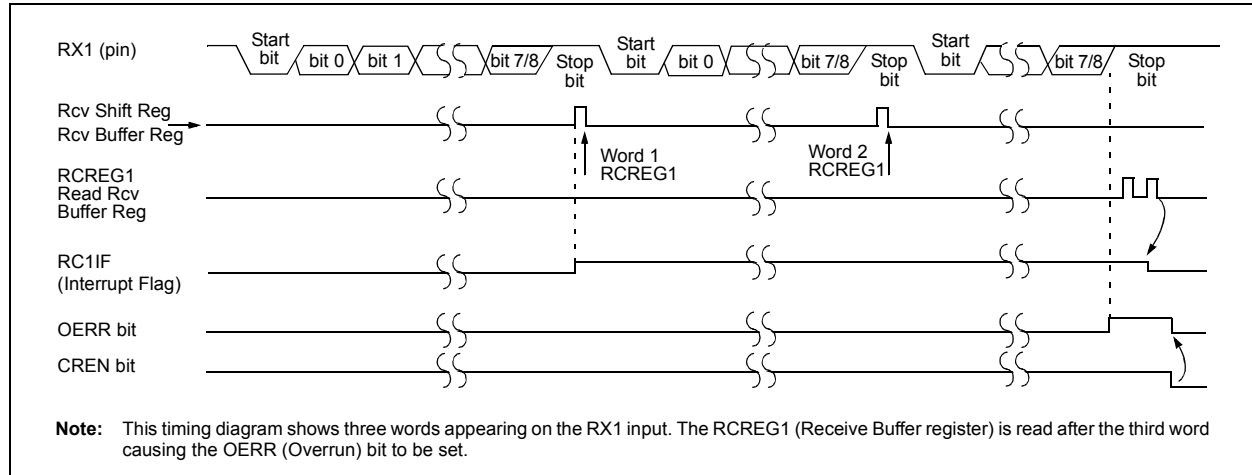 RX1 (pin)
Start bit
bit 0
bit 1
bit 7/8
Stop bit
Start bit
bit 0
bit 7/8
Stop bit
Start bit
bit 7/8
Stop bit
Rcv Shift Reg
Rcv Buffer Reg
Word 1
RCREG1
Word 2
RCREG1
RCREG1
Read Rcv
Buffer Reg
RC1IF
(Interrupt Flag)
OERR bit
CREN bit
Note: This timing diagram shows three words appearing on the RX1 input. The RCREG1 (Receive Buffer register) is read after the third word
causing the OERR (Overrun) bit to be set.